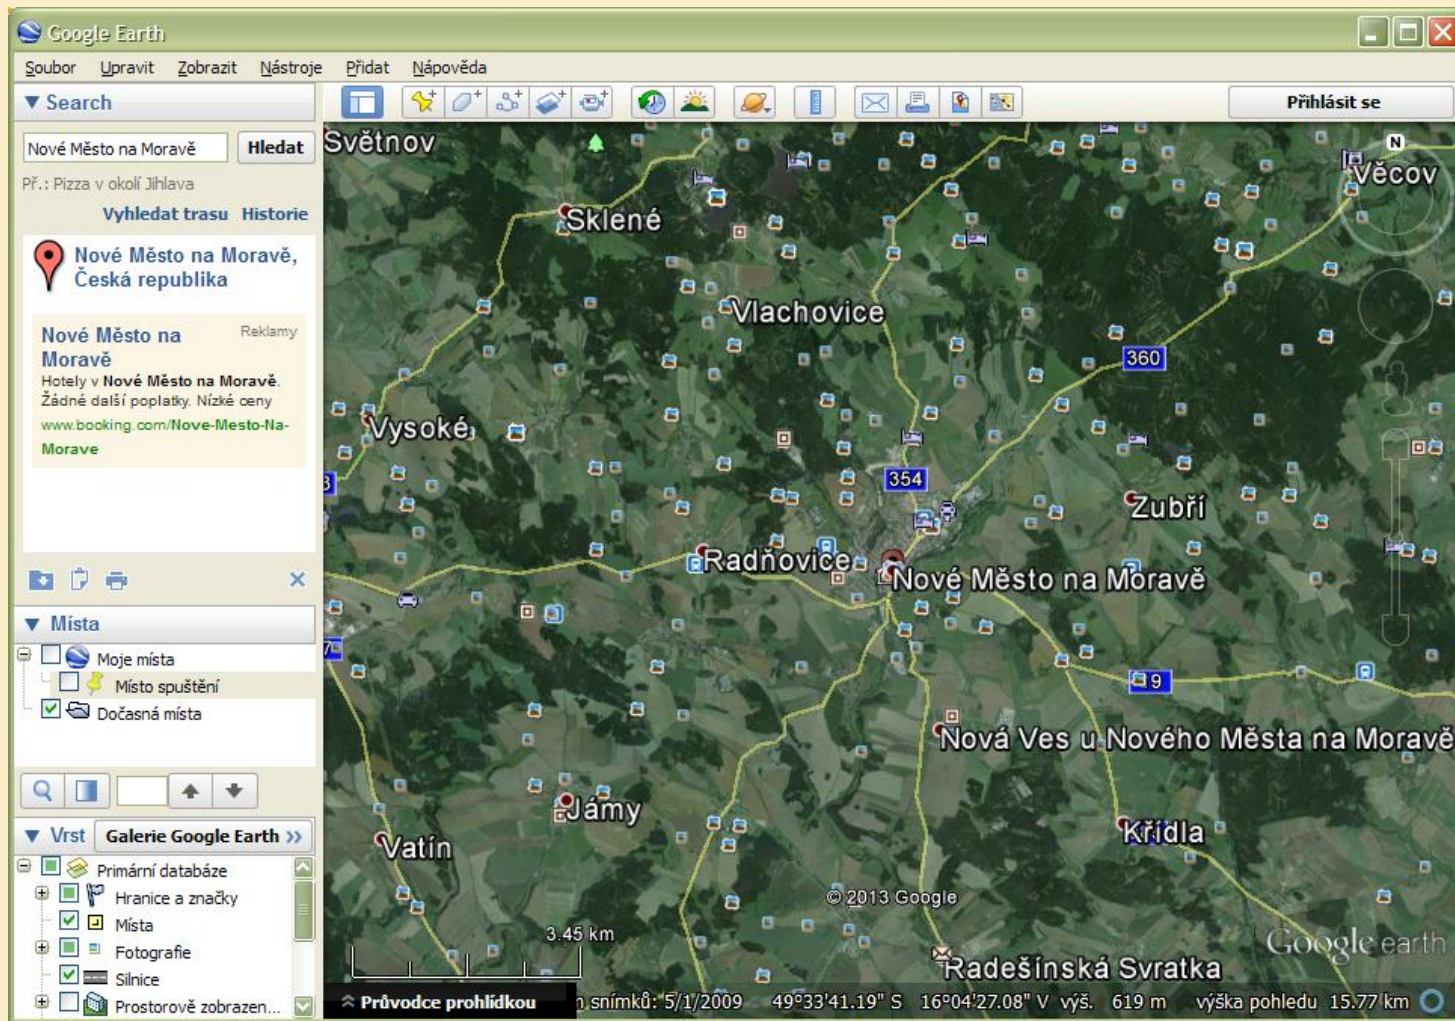 Google Earth
Soubor Upravit Zobrazit Nástroje Přidat Nápověda
Search
Přihlásit se
Nové Město na Moravě Hledat
Př.: Pizza v okolí Jihlava
Vyhledat trasu Historie
Nové Město na Moravě,
Česká republika
Nové Město na Reklamy
Moravě
Hotely v Nové Město na Moravě.
Žádné další poplatky. Nízké ceny
www.booking.com/Nove-Mesto-Na-
Morave
Místa
Moje místa
Místo spuštění
Dočasná místa
Vrst Galerie Google Earth
Primární databáze
Hranice a značky
Místa
Fotografie
Silnice
Prostorově zobrazen...
Světnov
N
Věcov
Sklené
Vlachovice
360
Vysoké
354
Zubří
Radňovice
Nové Město na Moravě
19
Nová Ves u Nového Města na Moravě
Jámy
Křídla
Vatín
© 2013 Google
3.45 km
Google earth
Radešínská Svratka
Průvodce prohlídkou snímků: 5/1/2009 49°33'41.19" S 16°04'27.08" V výš. 619 m výška pohledu 15.77 km